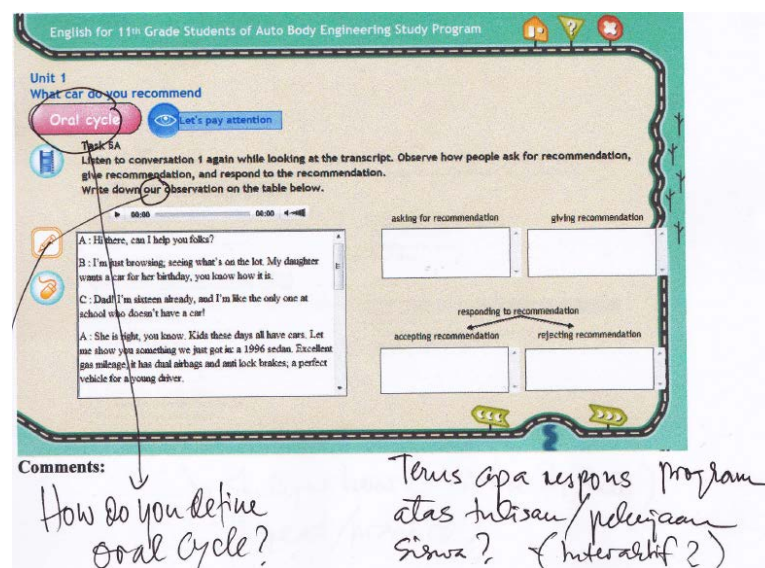 English for 11th Grade Students of Auto Body Engineering Study Program
Unit 1
What car do you recommend
Oral cycle
Let's pay attention
Task 5A
Listen to conversation 1 again while looking at the transcript. Observe how people ask for recommendation,
give recommendation, and respond to the recommendation.
Write down our observation on the table below.
00:00 00:00
A : Hi there, can I help you folks?
B : I'm just browsing; seeing what's on the lot. My daughter
wants a car for her birthday, you know how it is.
C : Dad! I'm sixteen already, and I'm like the only one at
school who doesn't have a car!
A : She is right, you know. Kids these days all have cars. Let
me show you something we just got in: a 1996 sedan. Excellent
gas mileage, it has dual airbags and anti lock brakes; a perfect
vehicle for a young driver.
asking for recommendation
giving recommendation
responding to recommendation
accepting recommendation
rejecting recommendation
Comments:
How do you define
oral cycle?
Terus apa respons program
atas tulisan/pekerjaan
siswa? (Interaktif?)